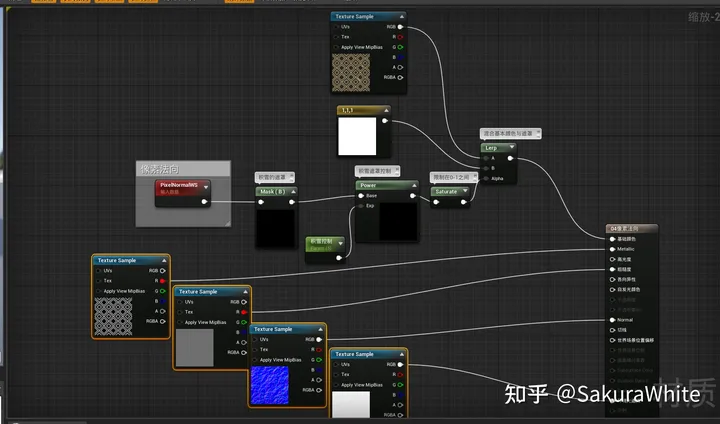 缩放-2
Texture Sample
UVs
RGB
Tex
R
Apply View MipBias
G
B
A
RGBA
1,1,1
混合基本颜色与遮罩
Lerp
A
B
Alpha
像素法向
PixelNormalWS
输入数据
积雪的遮罩
Mask ( B )
积雪遮罩控制
Power
Base
Exp
限制在0-1之间
Saturate
积雪控制
04像素法向
基础颜色
Metallic
高光度
粗糙度
各向异性
自发光颜色
Normal
切线
世界场景位置偏移
Texture Sample
UVs
RGB
Tex
R
Apply View MipBias
G
B
A
RGBA
Texture Sample
UVs
RGB
Tex
R
Apply View MipBias
G
B
A
RGBA
Texture Sample
UVs
RGB
Tex
R
Apply View MipBias
G
B
A
RGBA
Texture Sample
UVs
RGB
Tex
R
Apply View MipBias
G
B
A
材质
知乎 @SakuraWhite